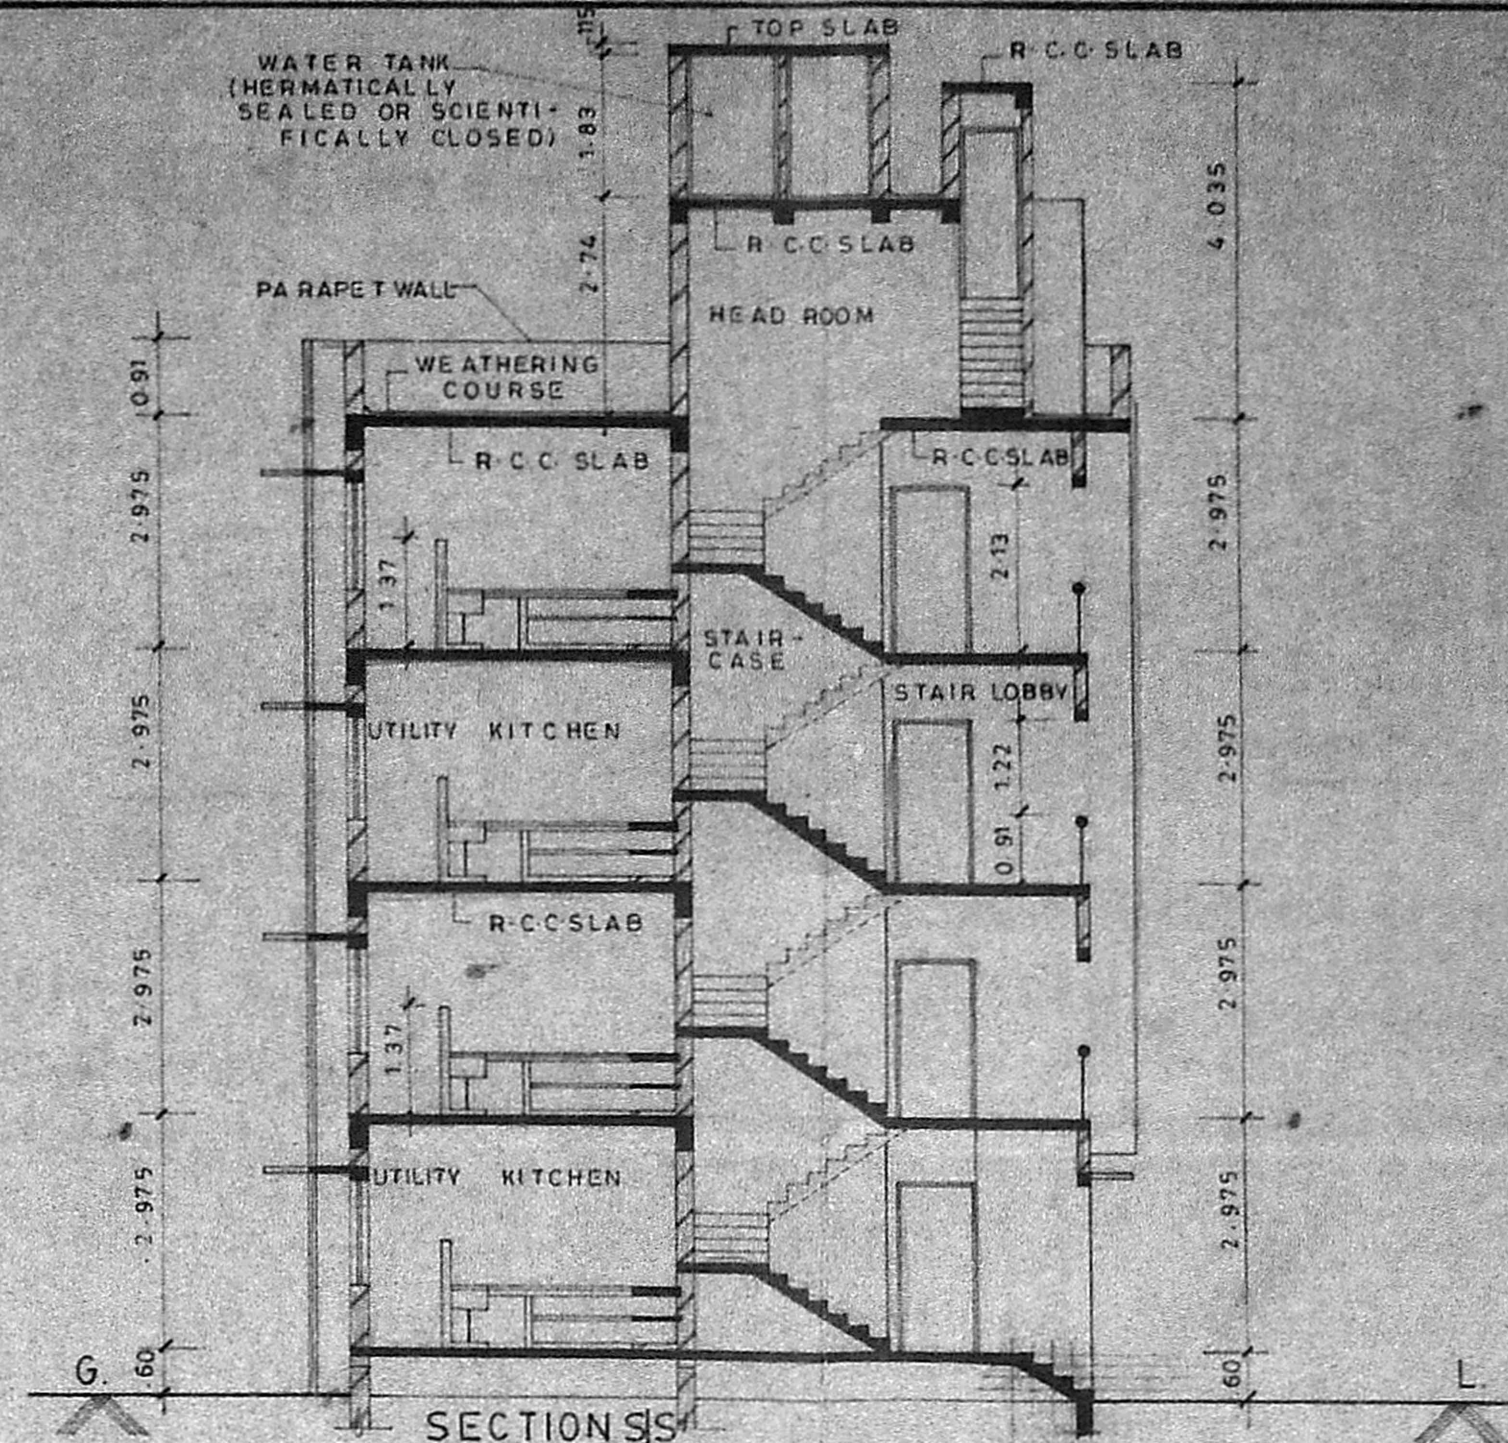 .115
TOP SLAB
R·C·C·SLAB
WATER TANK
(HERMATICALLY
SEALED OR SCIENTI-
FICALLY CLOSED)
1·83
4·035
2·74
R·C·C·SLAB
PARAPET WALL
HEAD ROOM
0·91
WEATHERING
COURSE
R·C·C·SLAB
R·C·C·SLAB
2·975
2·975
1·37
2·13
STAIR-
CASE
STAIR LOBBY
UTILITY KITCHEN
2·975
2·975
1·22
0·91
R·C·C·SLAB
2·975
2·975
1·37
UTILITY KITCHEN
2·975
2·975
G.
.60
60
L.
SECTION S/S